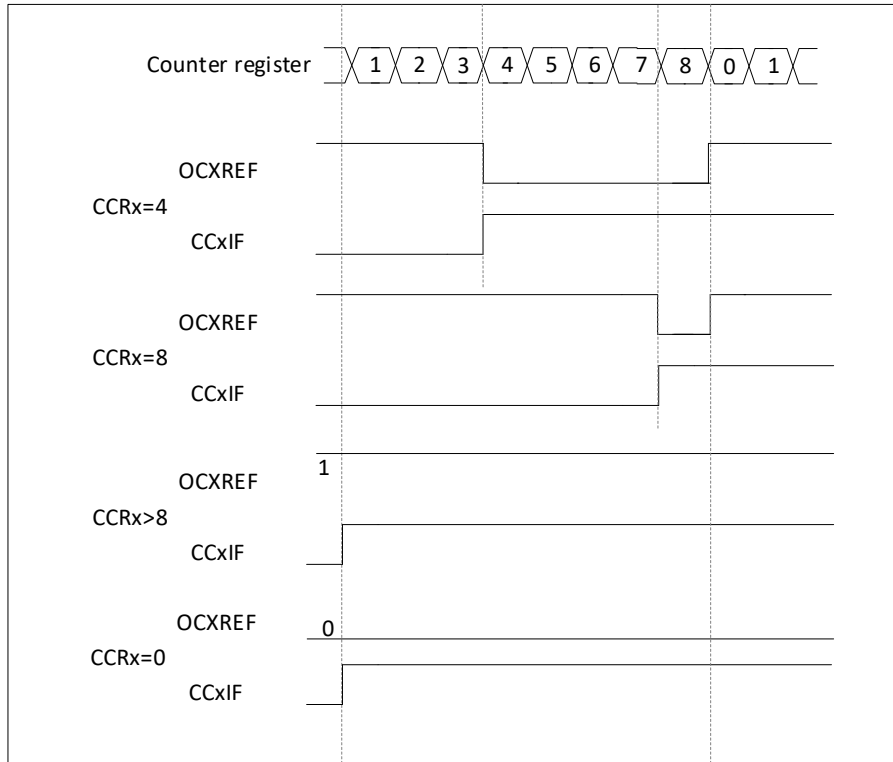 Counter register 1 2 3 4 5 6 7 8 0 1
OCXREF
CCRx=4
CCxIF
OCXREF
CCRx=8
CCxIF
1
OCXREF
CCRx>8
CCxIF
OCXREF 0
CCRx=0
CCxIF